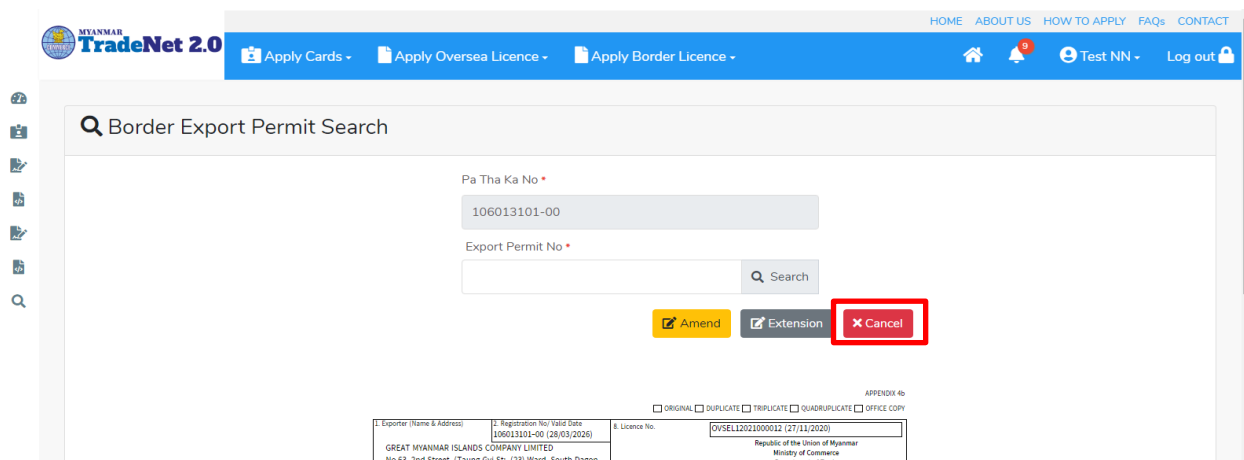 HOME ABOUT US HOW TO APPLY FAQs CONTACT
MYANMAR
TradeNet 2.0
Apply Cards
Apply Oversea Licence
Apply Border Licence
9
Test NN
Log out
Border Export Permit Search
Pa Tha Ka No *
106013101-00
Export Permit No *
Search
Amend
Extension
Cancel
APPENDIX 4b
ORIGINAL DUPLICATE TRIPLICATE QUADRUPLICATE OFFICE COPY
1. Exporter (Name & Address)
2. Registration No/ Valid Date
106013101-00 (28/03/2026)
8. Licence No.
OVSEL12021000012 (27/11/2020)
GREAT MYANMAR ISLANDS COMPANY LIMITED
Republic of the Union of Myanmar
Ministry of Commerce